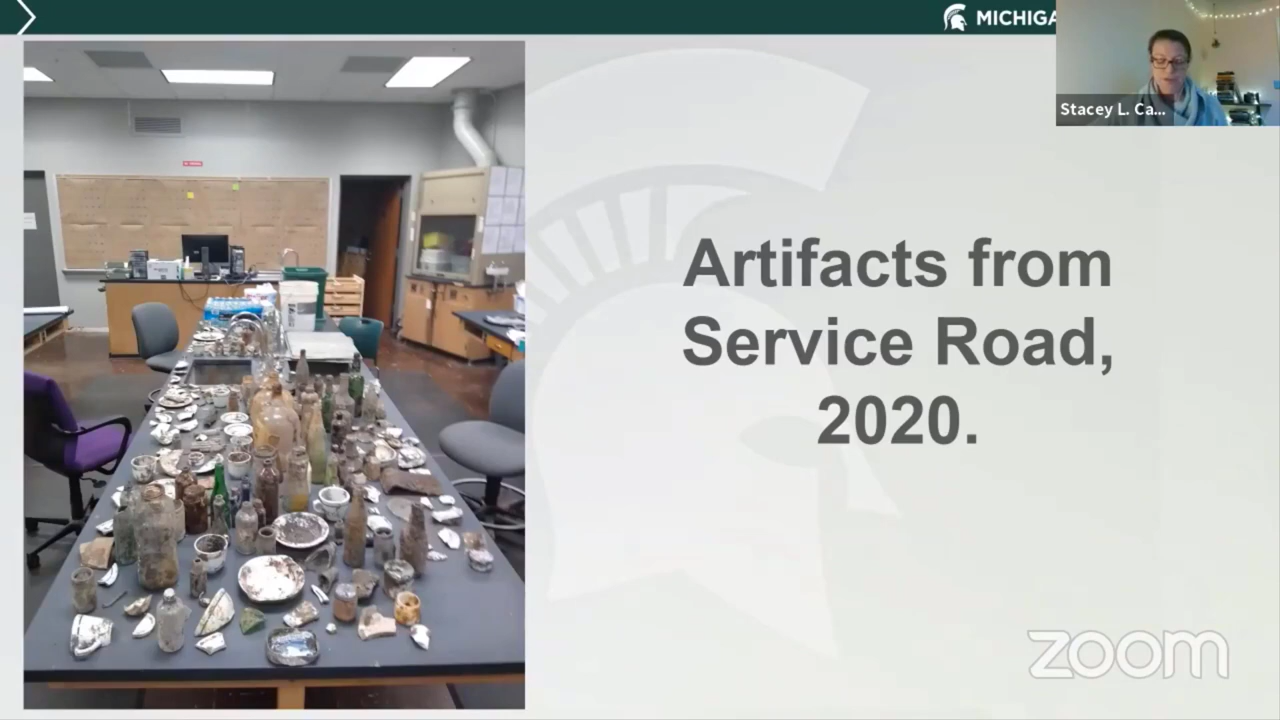 MICHIGA
Stacey L. Ca...
Artifacts from
Service Road,
2020.
zoom